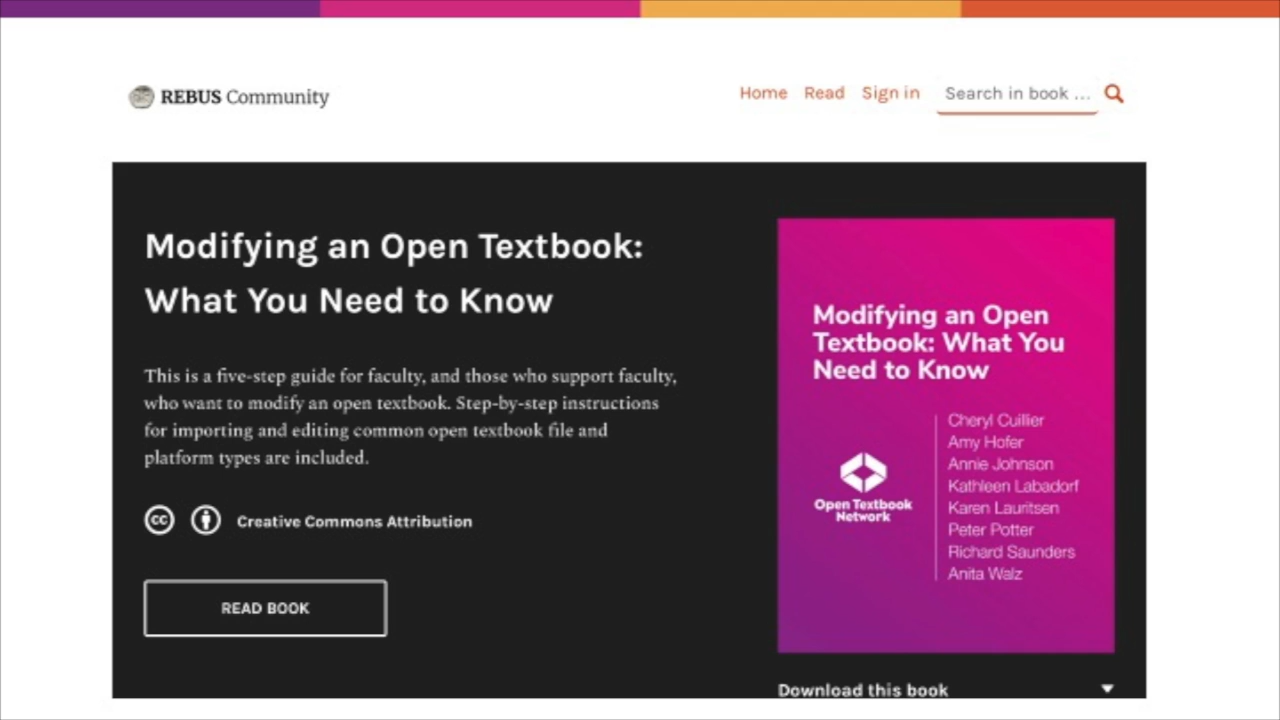 REBUS Community
Home Read Sign in Search in book ...
Modifying an Open Textbook:
What You Need to Know
This is a five-step guide for faculty, and those who support faculty,
who want to modify an open textbook. Step-by-step instructions
for importing and editing common open textbook file and
platform types are included.
cc Creative Commons Attribution
READ BOOK
Modifying an Open
Textbook: What You
Need to Know
Open Textbook
Network
Cheryl Cuillier
Amy Hofer
Annie Johnson
Kathleen Labadorf
Karen Lauritsen
Peter Potter
Richard Saunders
Anita Walz
Download this book